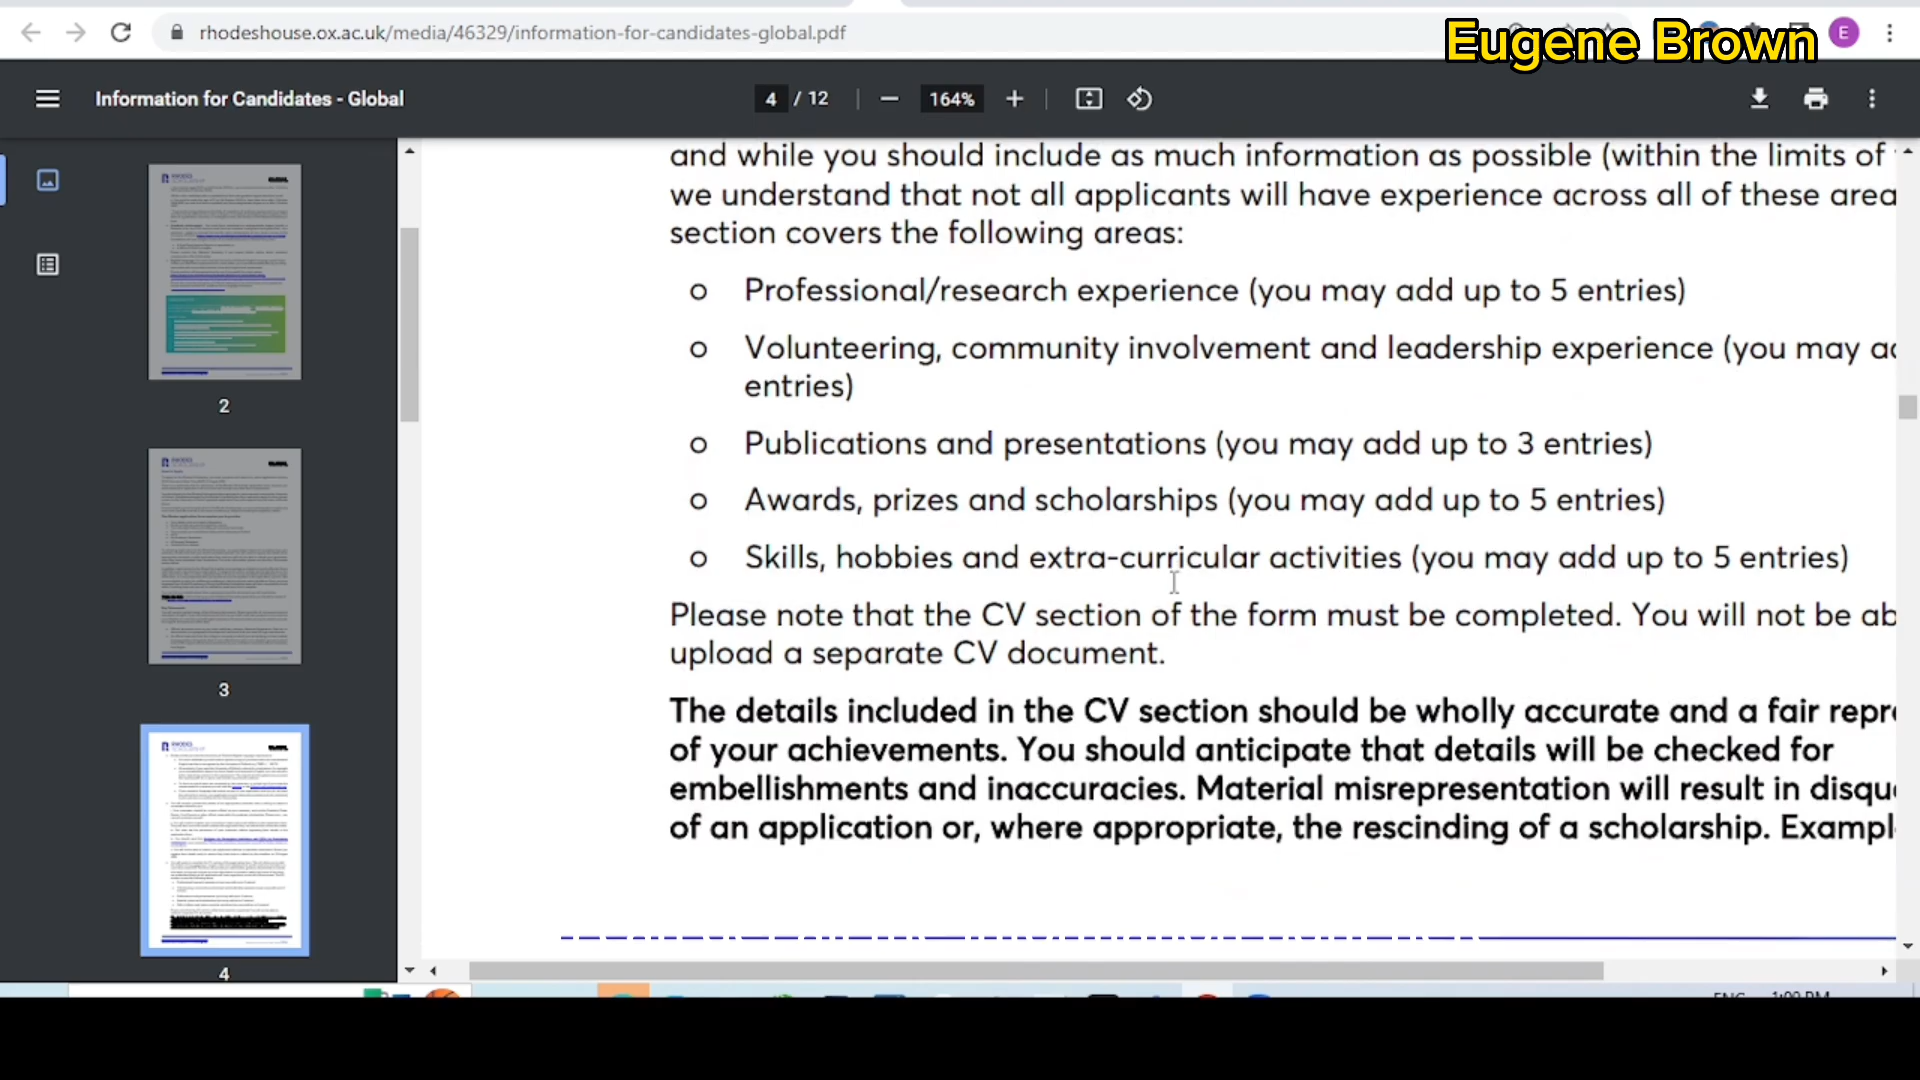 rhodeshouse.ox.ac.uk/media/46329/information-for-candidates-global.pdf
Eugene Brown
E
Information for Candidates - Global
4 / 12
164%
and while you should include as much information as possible (within the limits of
we understand that not all applicants will have experience across all of these area
section covers the following areas:
o Professional/research experience (you may add up to 5 entries)
o Volunteering, community involvement and leadership experience (you may ad
entries)
o Publications and presentations (you may add up to 3 entries)
o Awards, prizes and scholarships (you may add up to 5 entries)
o Skills, hobbies and extra-curricular activities (you may add up to 5 entries)
Please note that the CV section of the form must be completed. You will not be ab
upload a separate CV document.
The details included in the CV section should be wholly accurate and a fair repr
of your achievements. You should anticipate that details will be checked for
embellishments and inaccuracies. Material misrepresentation will result in disqu
of an application or, where appropriate, the rescinding of a scholarship. Exampl
2
3
4